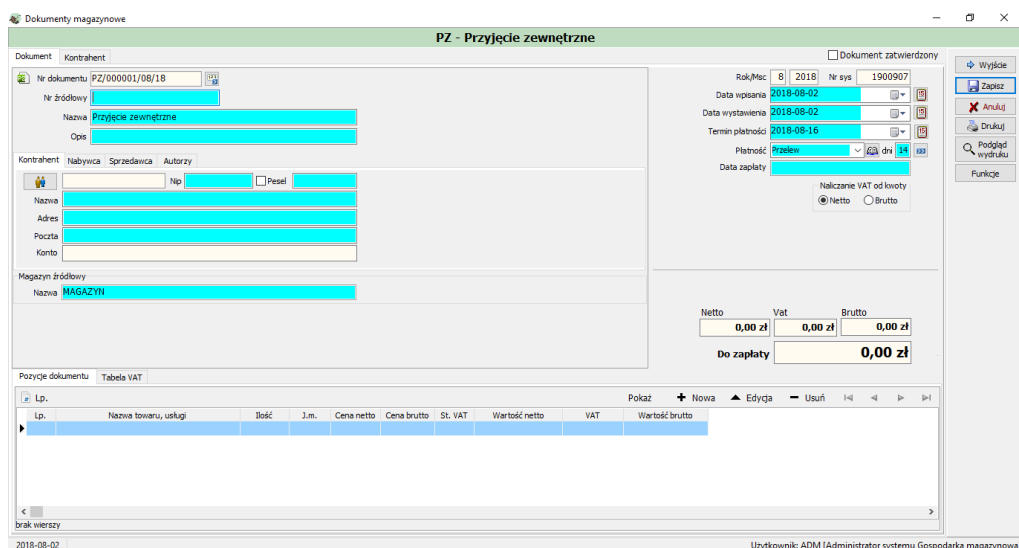 Dokumenty magazynowe
PZ - Przyjęcie zewnętrzne
Dokument Kontrahent
Dokument zatwierdzony
Nr dokumentu PZ/000001/08/18
Nr źródłowy
Nazwa Przyjęcie zewnętrzne
Opis
Rok/Msc 8 2018 Nr sys 1900907
Data wpisania 2018-08-02
Data wystawienia 2018-08-02
Termin płatności 2018-08-16
Płatność Przelew dni 14
Data zapłaty
Naliczanie VAT od kwoty
Netto Brutto
Wyjście
Zapisz
Anuluj
Drukuj
Podgląd
wydruku
Funkcje
Kontrahent Nabywca Sprzedawca Autorzy
Nip Pesel
Nazwa
Adres
Poczta
Konto
Magazyn źródłowy
Nazwa MAGAZYN
Netto Vat Brutto
0,00 zł 0,00 zł 0,00 zł
Do zapłaty 0,00 zł
Pozycje dokumentu Tabela VAT
Lp. Pokaż Nowa Edycja Usuń
Lp. Nazwa towaru, usługi Ilość J.m. Cena netto Cena brutto St. VAT Wartość netto VAT Wartość brutto
brak wierszy
2018-08-02 Użytkownik: ADM [Administrator systemu Gospodarka magazynowa